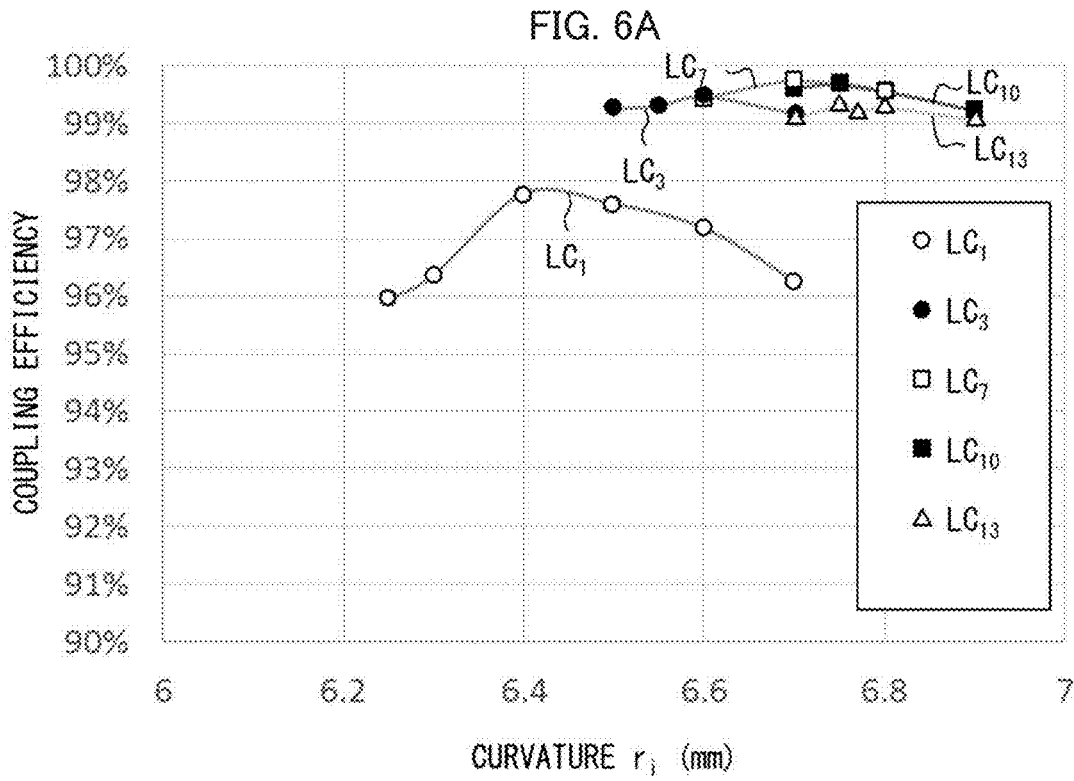 FIG. 6A
100%
99%
98%
97%
96%
95%
94%
93%
92%
91%
90%
COUPLING EFFICIENCY
LC₇
LC₁₀
LC₃
LC₁₃
LC₁
LC₁
LC₃
LC₇
LC₁₀
LC₁₃
6 6.2 6.4 6.6 6.8 7
CURVATURE rᵢ (mm)